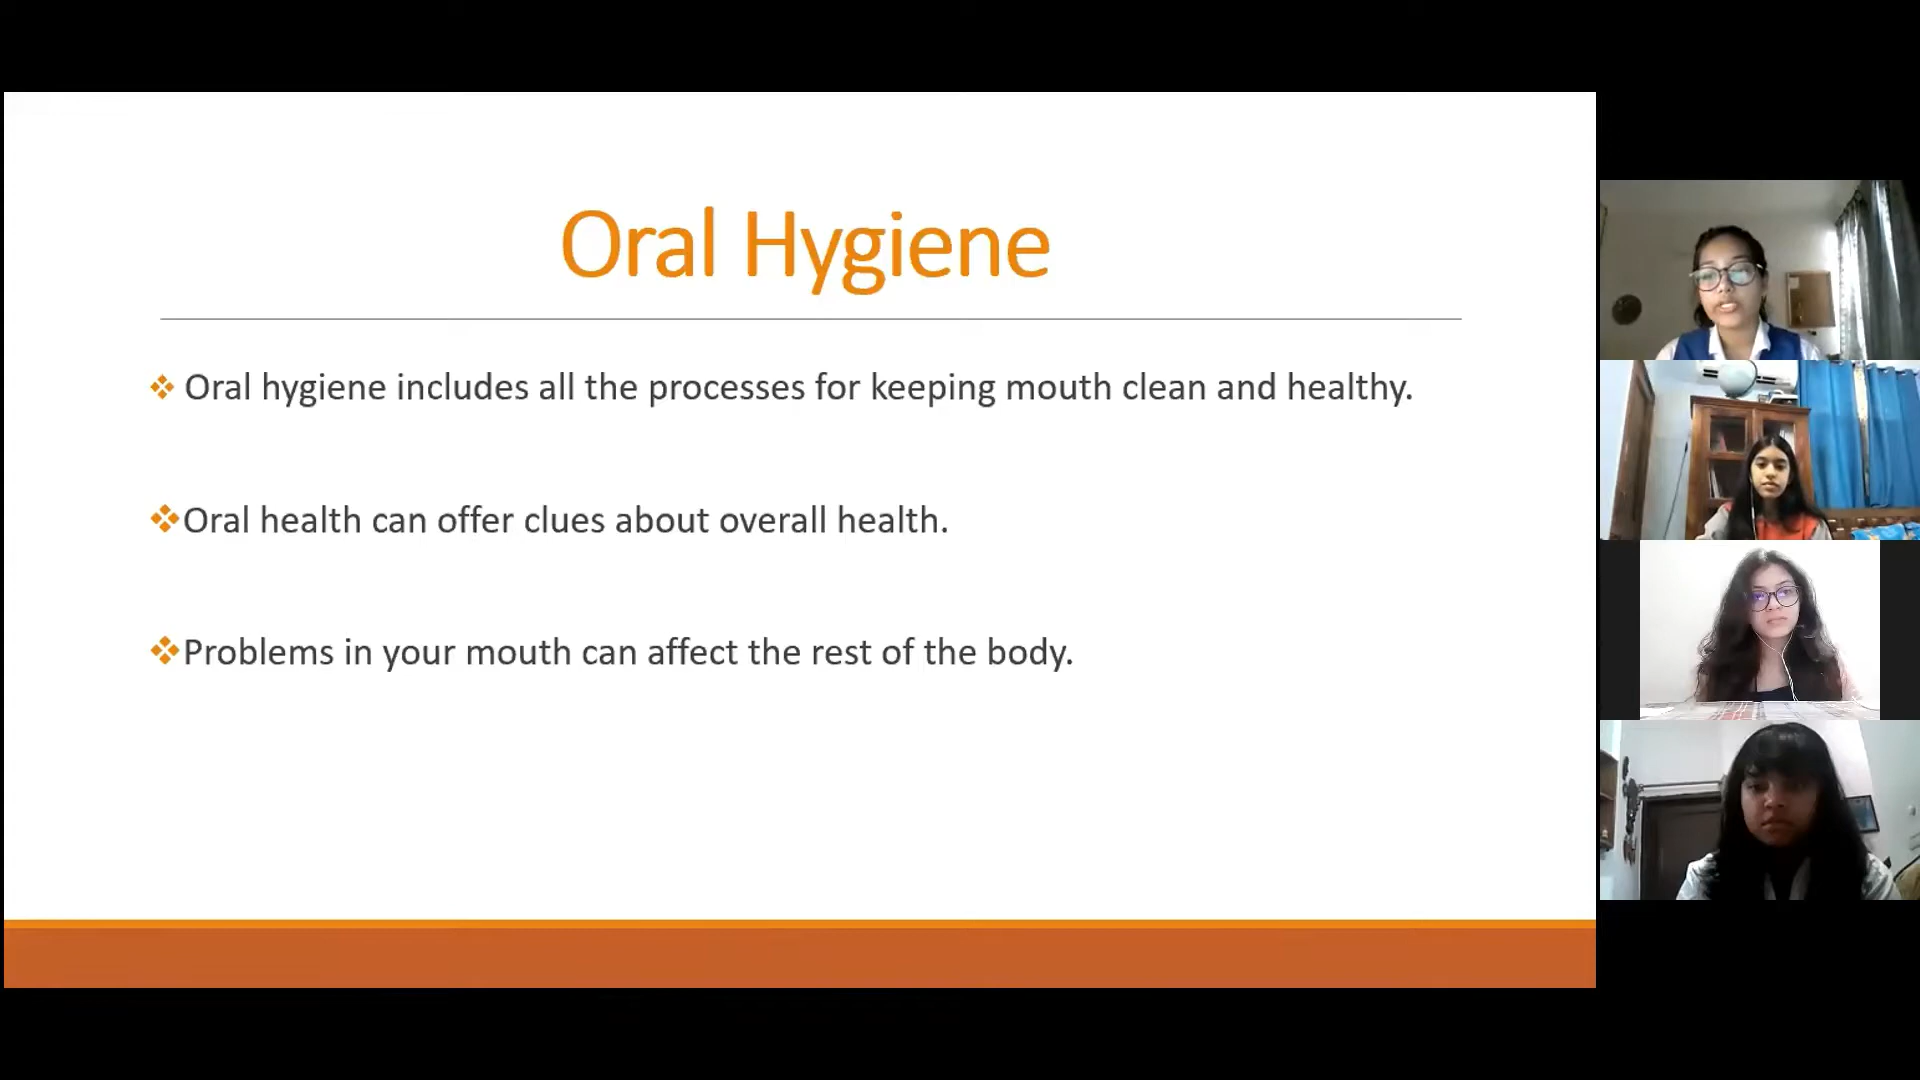 Oral Hygiene
Oral hygiene includes all the processes for keeping mouth clean and healthy.
Oral health can offer clues about overall health.
Problems in your mouth can affect the rest of the body.